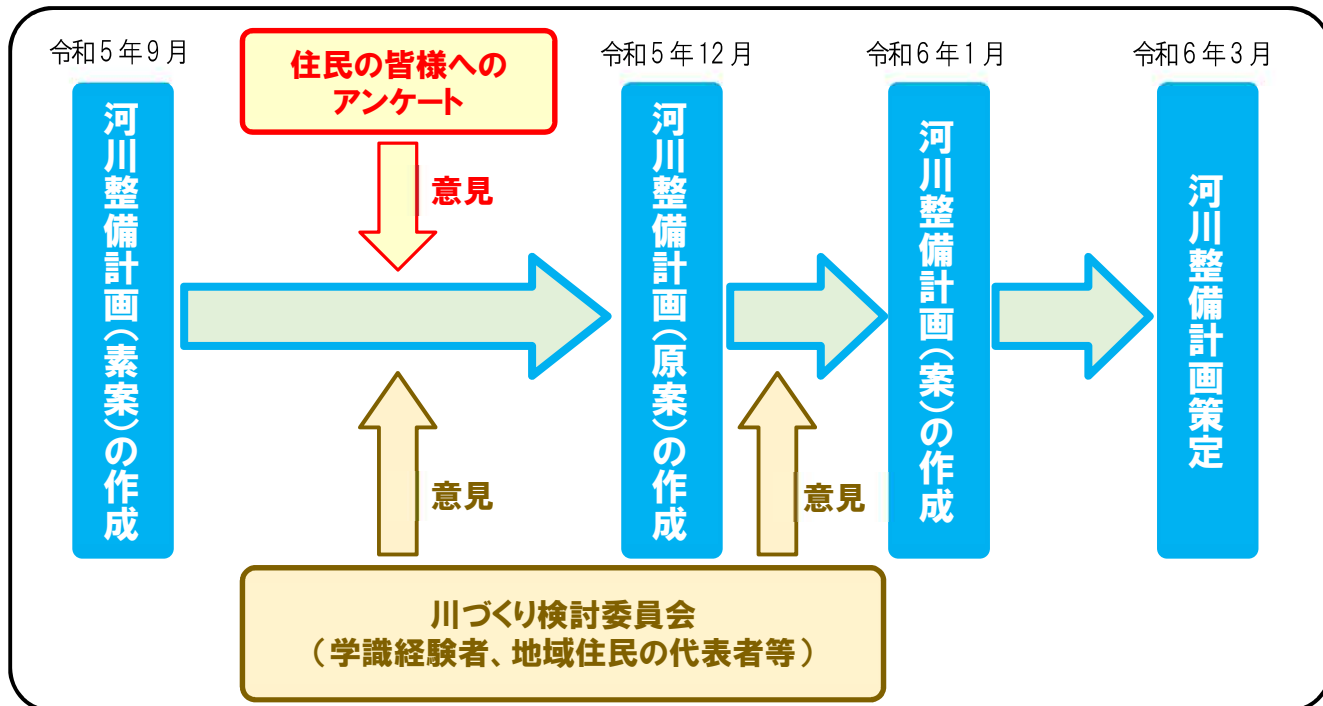 令和5年9月
住民の皆様への
アンケート
令和5年12月
令和6年1月
令和6年3月
河川整備計画（素案）の作成
意見
河川整備計画（原案）の作成
河川整備計画（案）の作成
河川整備計画策定
意見
意見
川づくり検討委員会
（学識経験者、地域住民の代表者等）